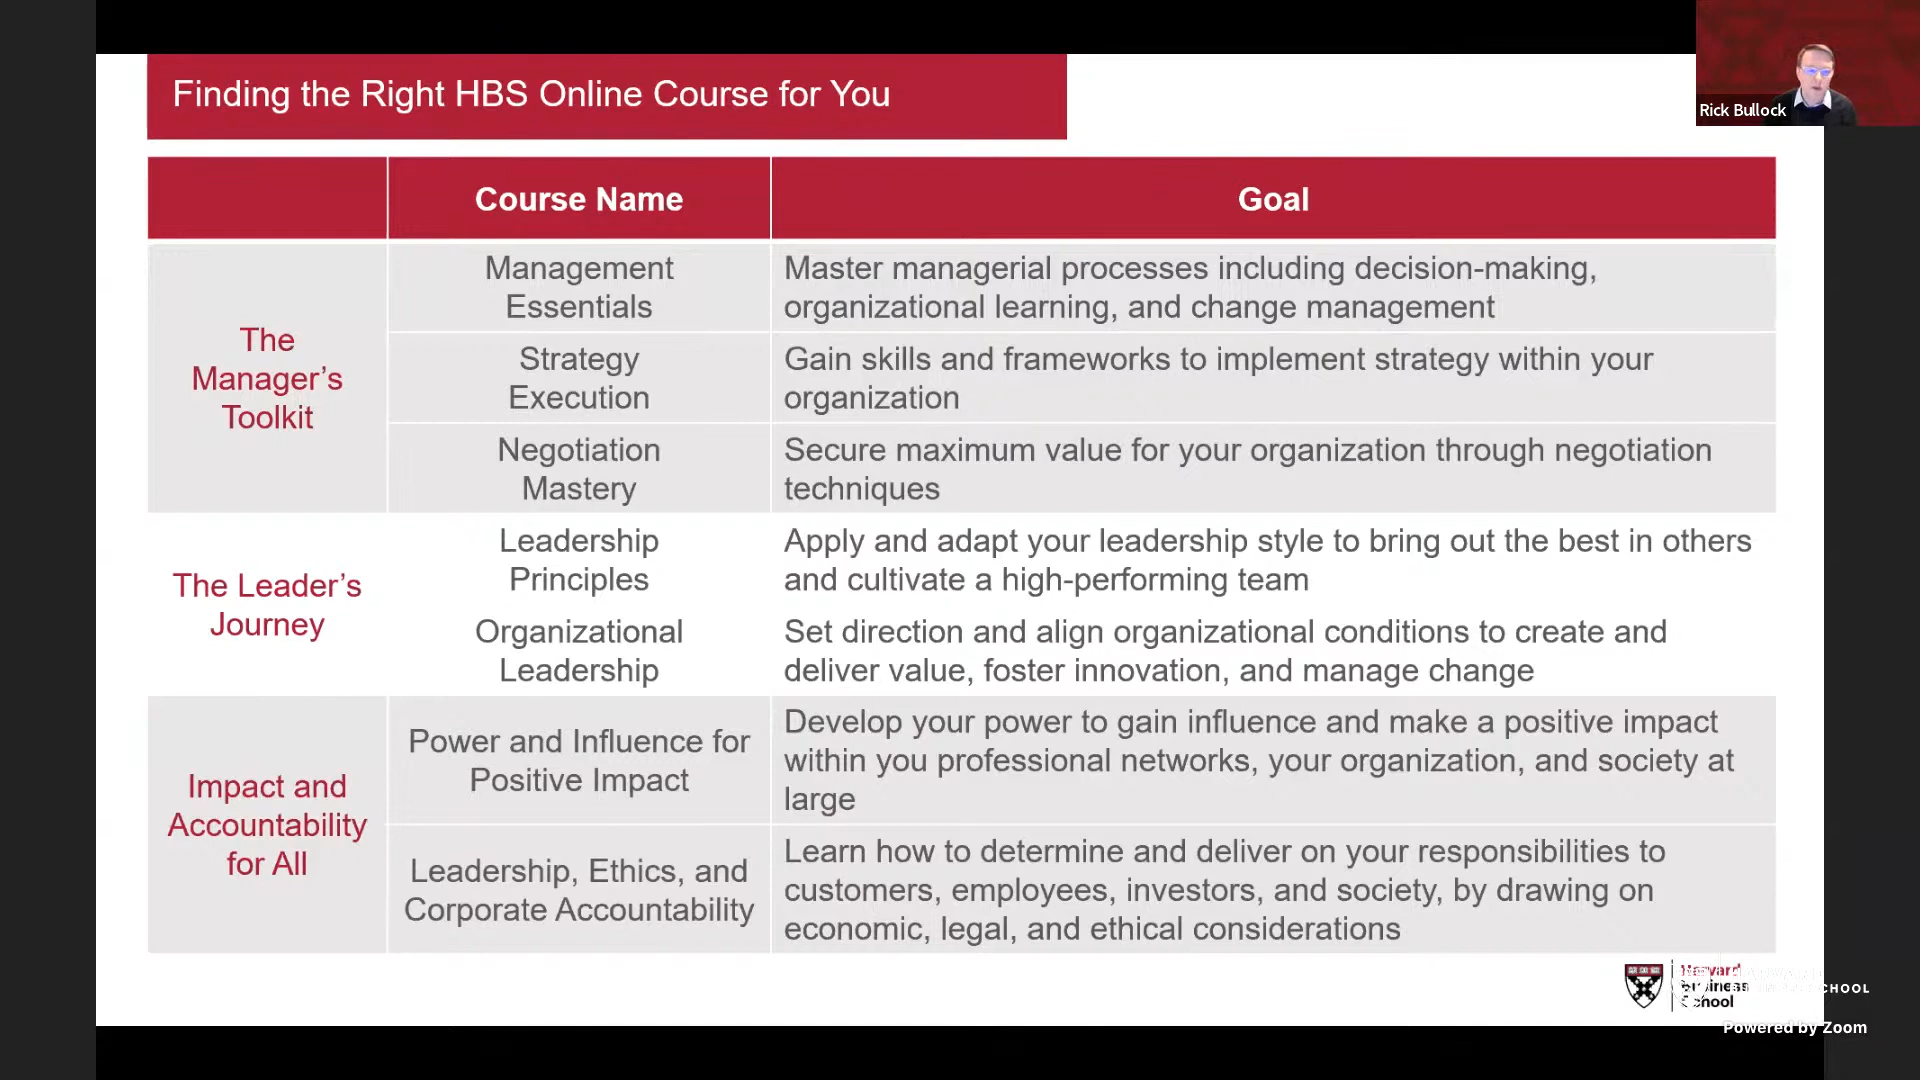 Finding the Right HBS Online Course for You
Rick Bullock
Course Name
Goal
The
Manager's
Toolkit
Management
Essentials
Master managerial processes including decision-making,
organizational learning, and change management
Strategy
Execution
Gain skills and frameworks to implement strategy within your
organization
Negotiation
Mastery
Secure maximum value for your organization through negotiation
techniques
The Leader's
Journey
Leadership
Principles
Apply and adapt your leadership style to bring out the best in others
and cultivate a high-performing team
Organizational
Leadership
Set direction and align organizational conditions to create and
deliver value, foster innovation, and manage change
Impact and
Accountability
for All
Power and Influence for
Positive Impact
Develop your power to gain influence and make a positive impact
within you professional networks, your organization, and society at
large
Leadership, Ethics, and
Corporate Accountability
Learn how to determine and deliver on your responsibilities to
customers, employees, investors, and society, by drawing on
economic, legal, and ethical considerations
Harvard
Business
School
Powered by Zoom